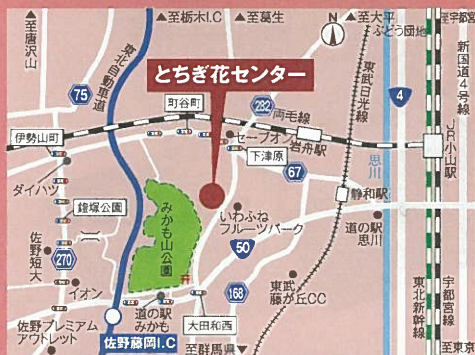 ▲至唐沢山
▲至栃木I.C
▲至葛生
▲至大平
ぶどう団地
▲至宇都宮
N
東北自動車道
とちぎ花センター
東武日光線
新国道4号線
75
町谷町
282
両毛線
4
伊勢山町
セーブオン
岩舟駅
下津原
JR小山駅
思川
ダイハツ
67
鐘塚公園
みかも山公園
静和駅
いわふね
フルーツパーク
道の駅
思川
佐野
短大
270
50
イオン
168
東武
藤が丘CC
道の駅
みかも
大田和西
佐野プレミアム
アウトレット
佐野藤岡I.C
至群馬県▼
東北新幹線
宇都宮線
▼至東京